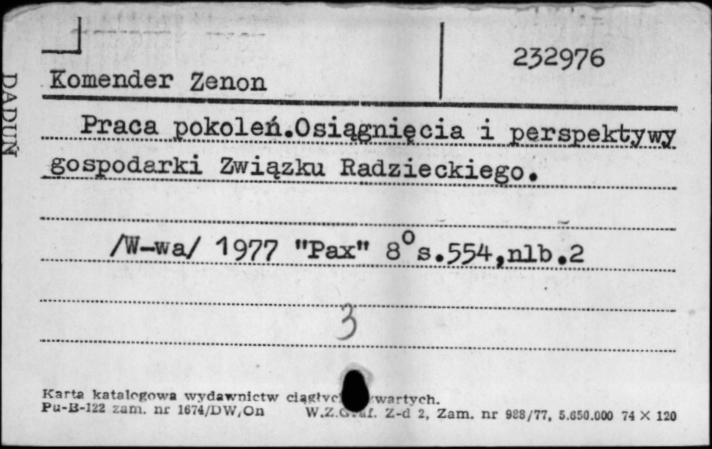 232976
Komender Zenon
Praca pokoleń.Osiągnięcia i perspektywy
gospodarki Związku Radzieckiego.
/W-wa/ 1977 "Pax" 8° s.554,nlb.2
3
Karta katalogowa wydawnictw ciągłych wartych.
Pu-B-122 zam. nr 1674/DW,On W.Z.Graf. Z-d 2, Zam. nr 988/77, 5.650.000 74 X 120
DADUŃ